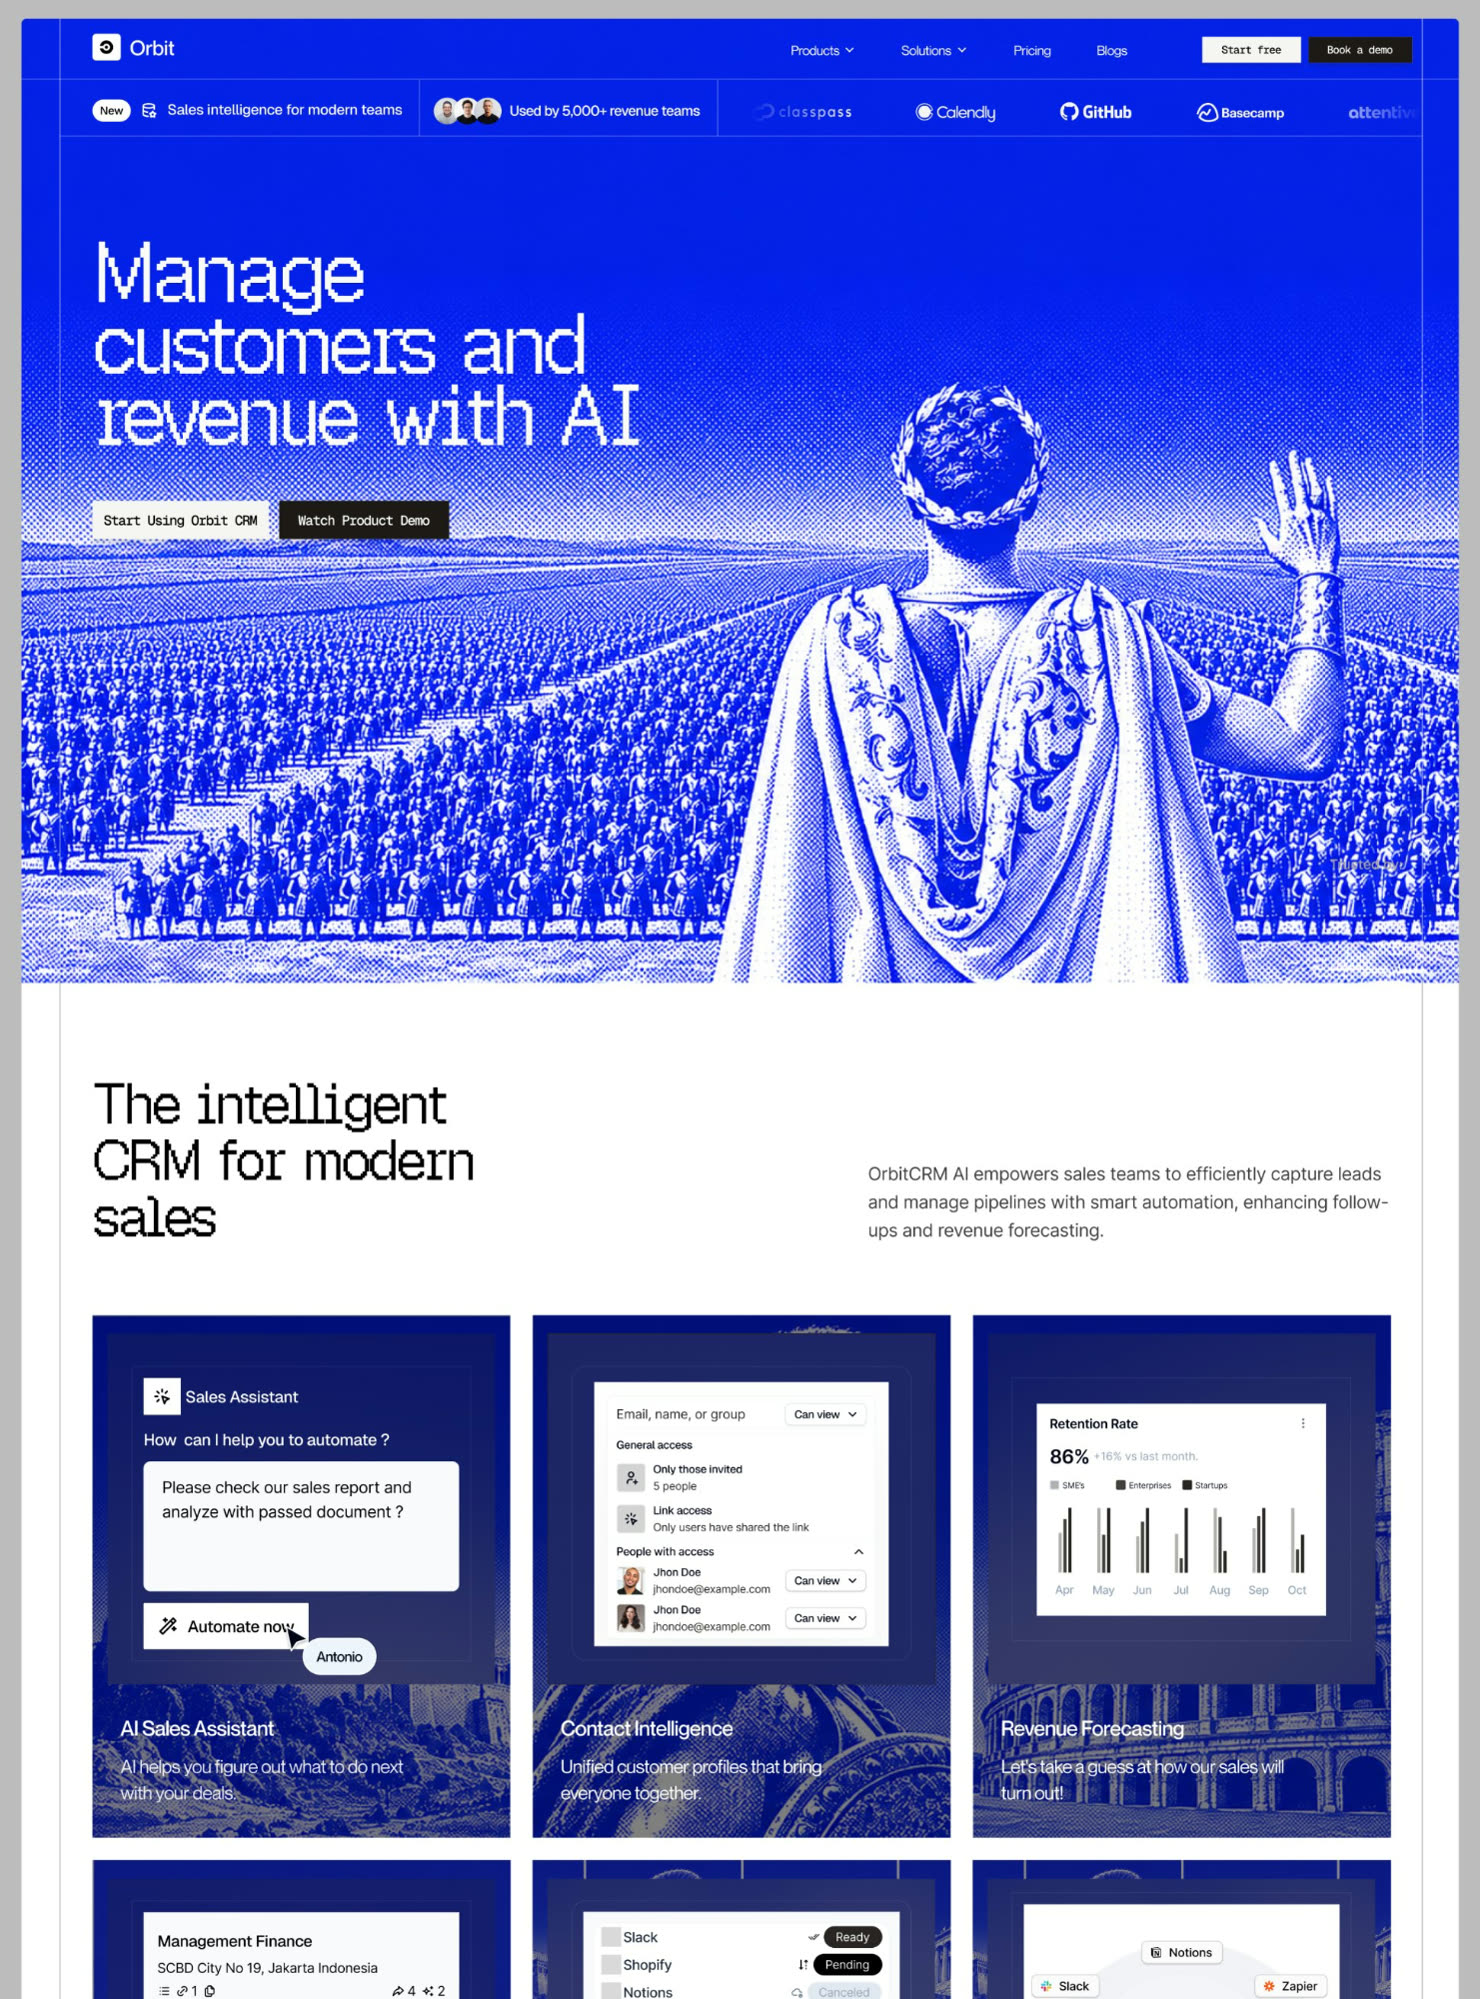 Orbit
Products
Solutions
Pricing
Blogs
Start free
Book a demo
New
Sales intelligence for modern teams
Used by 5,000+ revenue teams
classpass
Calendly
GitHub
Basecamp
attentive
Manage
customers and
revenue with AI
Start Using Orbit CRM
Watch Product Demo
Trusted by
The intelligent
CRM for modern
sales
OrbitCRM AI empowers sales teams to efficiently capture leads
and manage pipelines with smart automation, enhancing follow-
ups and revenue forecasting.
Sales Assistant
How can I help you to automate ?
Please check our sales report and
analyze with passed document ?
Automate now
Antonio
AI Sales Assistant
AI helps you figure out what to do next
with your deals.
Email, name, or group
Can view
General access
Only those invited
5 people
Link access
Only users have shared the link
People with access
Jhon Doe
jhondoe@example.com
Can view
Jhon Doe
jhondoe@example.com
Can view
Contact Intelligence
Unified customer profiles that bring
everyone together.
Retention Rate
86% +16% vs last month.
SME's
Enterprises
Startups
Apr May Jun Jul Aug Sep Oct
Revenue Forecasting
Let's take a guess at how our sales will
turn out!
Management Finance
SCBD City No 19, Jakarta Indonesia
1
4
2
Slack
Ready
Shopify
Pending
Notions
Canceled
Notions
Slack
Zapier